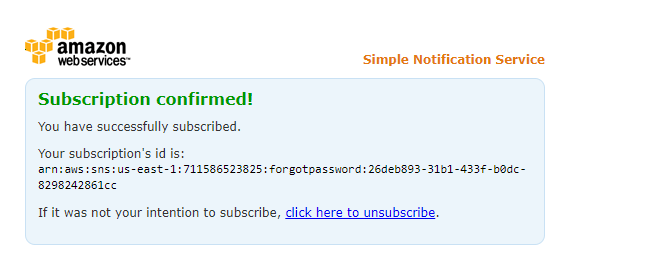 amazon
webservices™
Simple Notification Service
Subscription confirmed!
You have successfully subscribed.
Your subscription's id is:
arn:aws:sns:us-east-1:711586523825:forgotpassword:26deb893-31b1-433f-b0dc-
8298242861cc
If it was not your intention to subscribe, click here to unsubscribe.